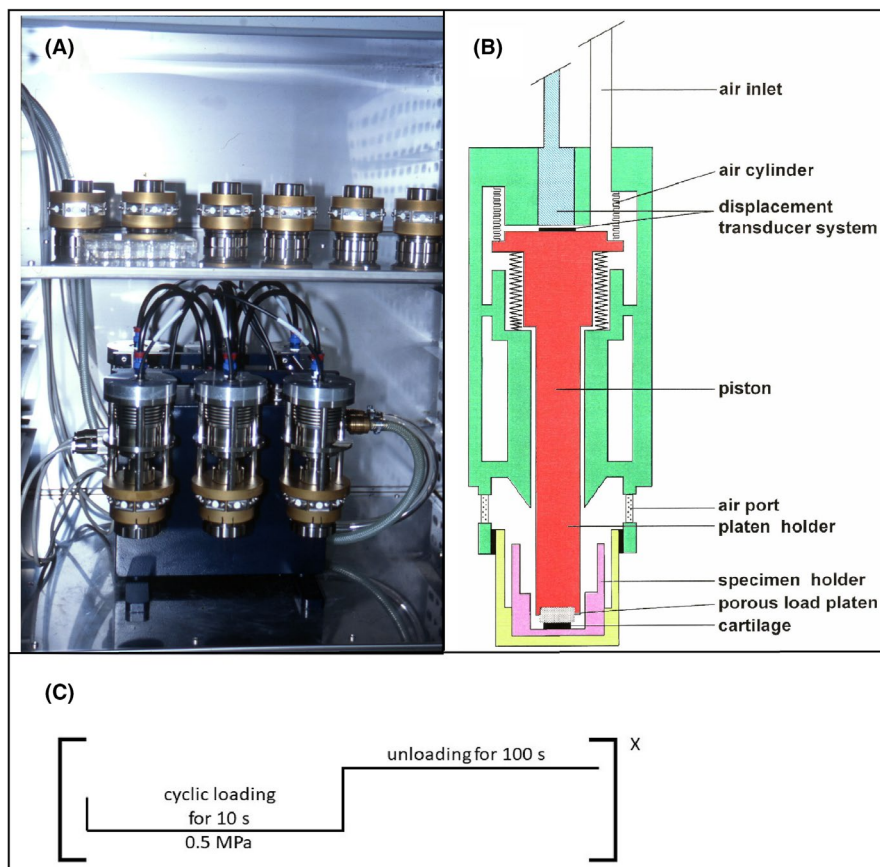 (A)
(B)
air inlet
air cylinder
displacement
transducer system
piston
air port
platen holder
specimen holder
porous load platen
cartilage
(C)
cyclic loading
for 10 s
0.5 MPa
unloading for 100 s
X